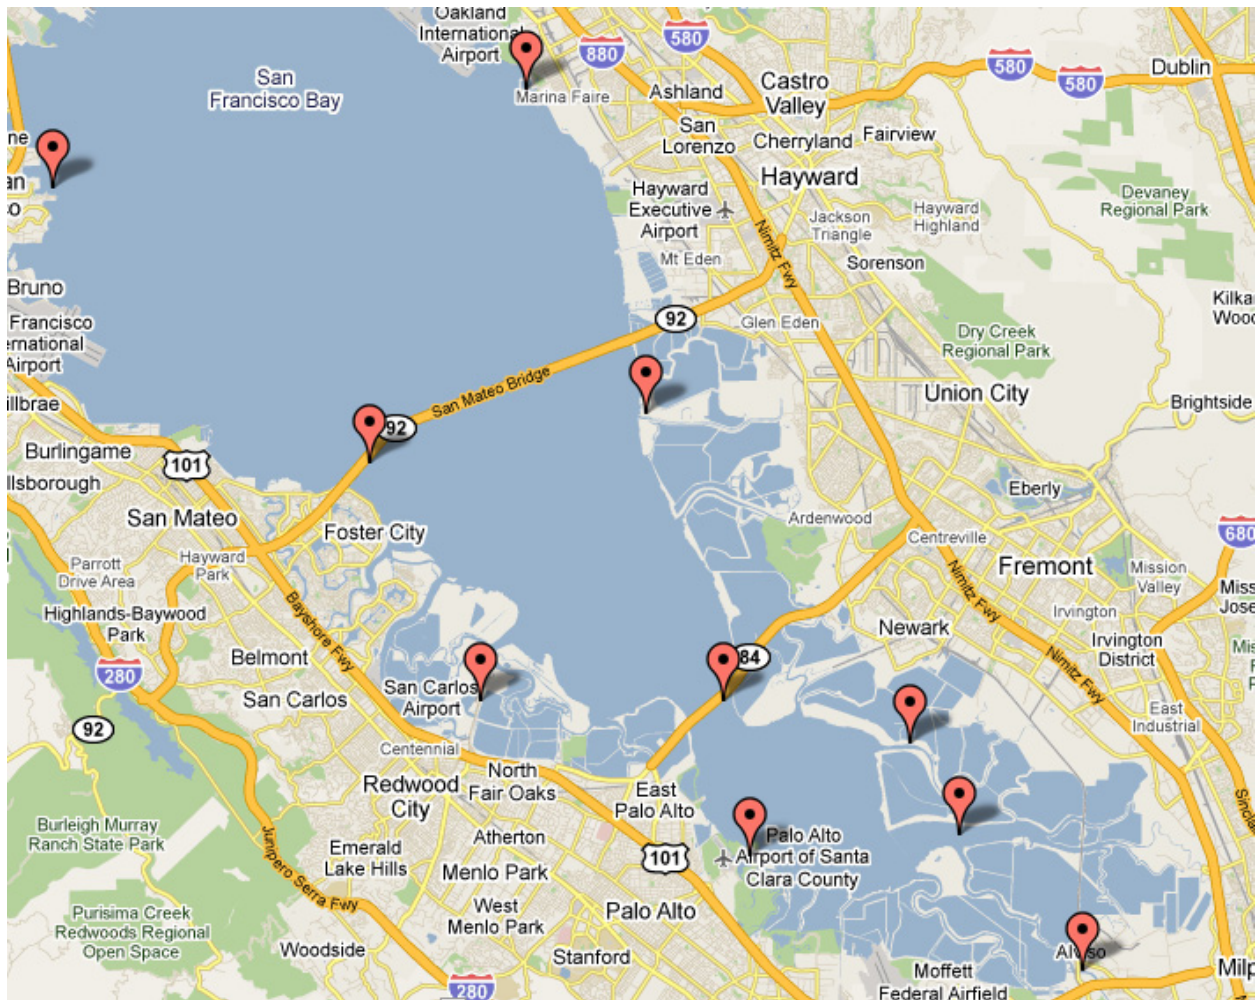 Oakland
International
Airport
San
Francisco Bay
880
580
580
580
Dublin
Marina Faire
Ashland
Castro
Valley
San
Lorenzo
Cherryland
Fairview
Hayward
Hayward
Executive
Airport
Jackson
Triangle
Hayward
Highland
Devaney
Regional Park
Nimitz Fwy
Mt Eden
Sorenson
Bruno
Francisco
Airport
92
Glen Eden
Dry Creek
Regional Park
San Mateo Bridge
Union City
Brightside
92
Burlingame
101
San Mateo
Foster City
Eberly
Ardenwood
Centreville
680
Hayward
Park
Parrott
Drive Area
Fremont
Mission
Valley
Nimitz Fwy
Bayshore Fwy
Highlands-Baywood
Park
Irvington
Newark
Irvington
District
Nimitz Fwy
Belmont
84
280
San Carlos
San Carlos
Airport
92
East
Industrial
Centennial
Redwood
City
North
Fair Oaks
East
Palo Alto
Burleigh Murray
Ranch State Park
Junipero Serra Fwy
Emerald
Lake Hills
Atherton
Palo Alto
Airport of Santa
Clara County
101
Menlo Park
Purisima Creek
Redwoods Regional
Open Space
West
Menlo Park
Palo Alto
Woodside
Stanford
Alviso
280
Moffett
Federal Airfield